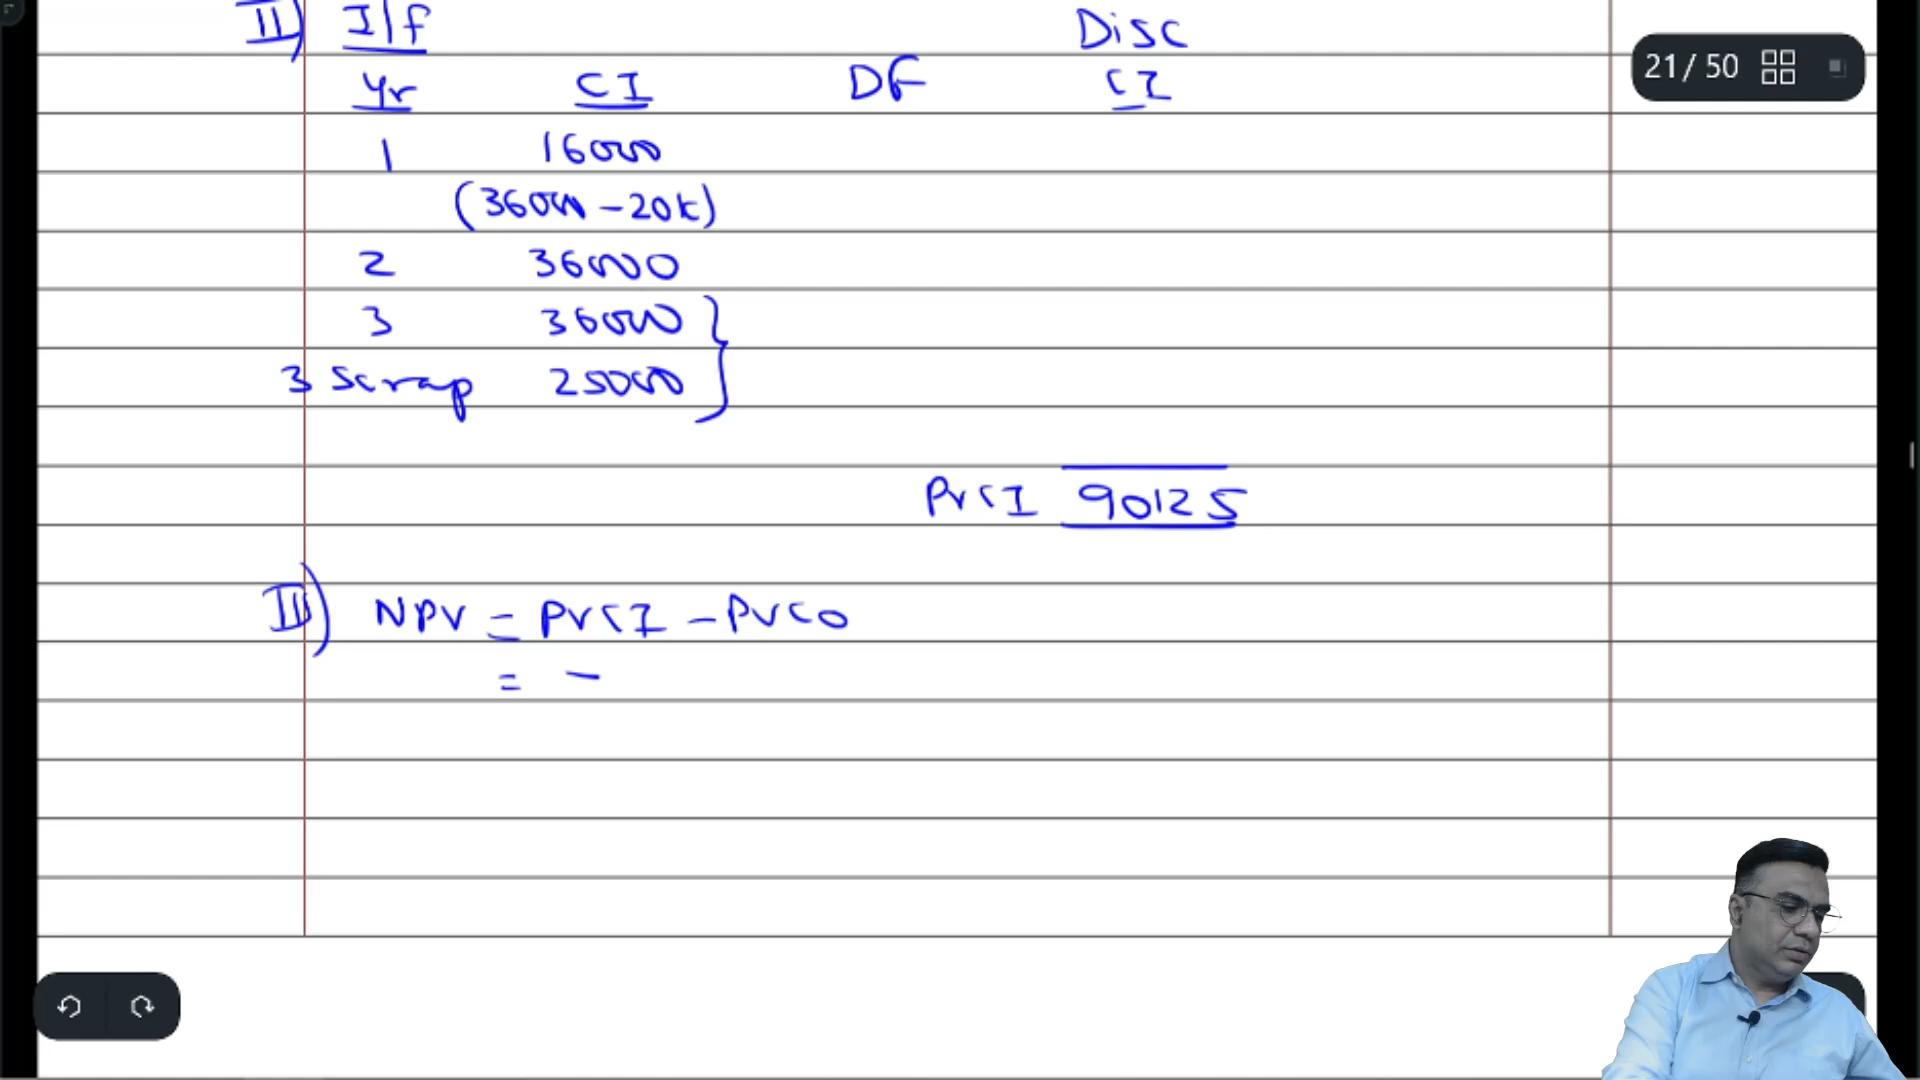 II) I/f Disc
Yr CI DF CI
1 16000
(36000 - 20k)
2 36000
3 36000
3 Scrap 25000
PVCI 90125
III) NPV = PVCI - PVCO
= -
21 / 50